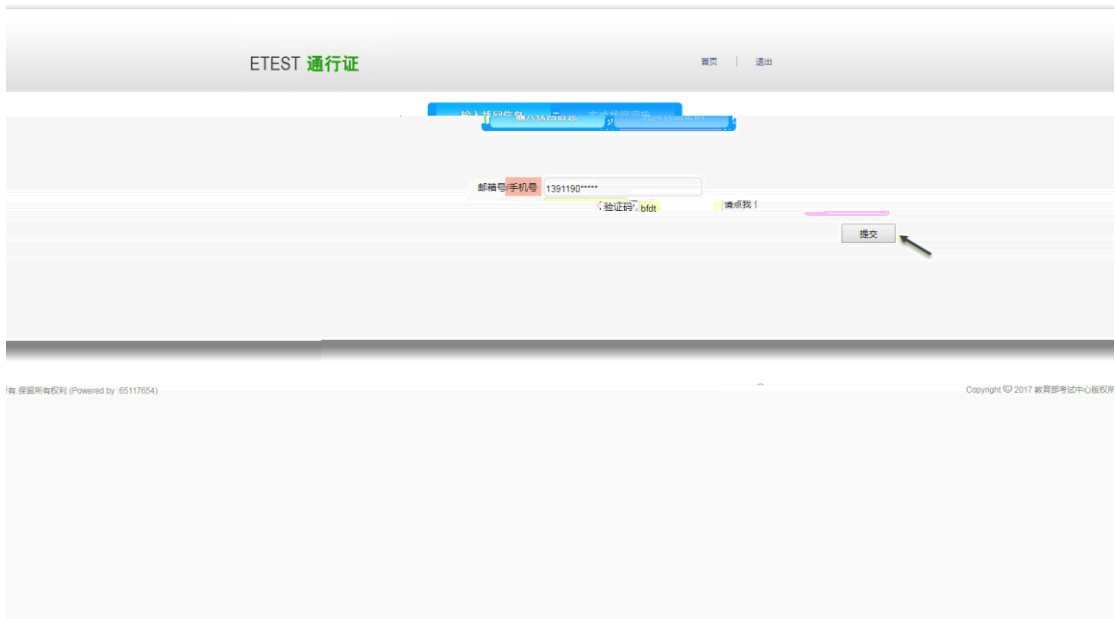 ETEST 通行证
首页 退出
邮箱号/手机号 1391190*****
验证码 bfdt 请点我！
提交
有.保留所有权利 (Powered by :65117654)
Copyright © 2017 教育部考试中心版权所